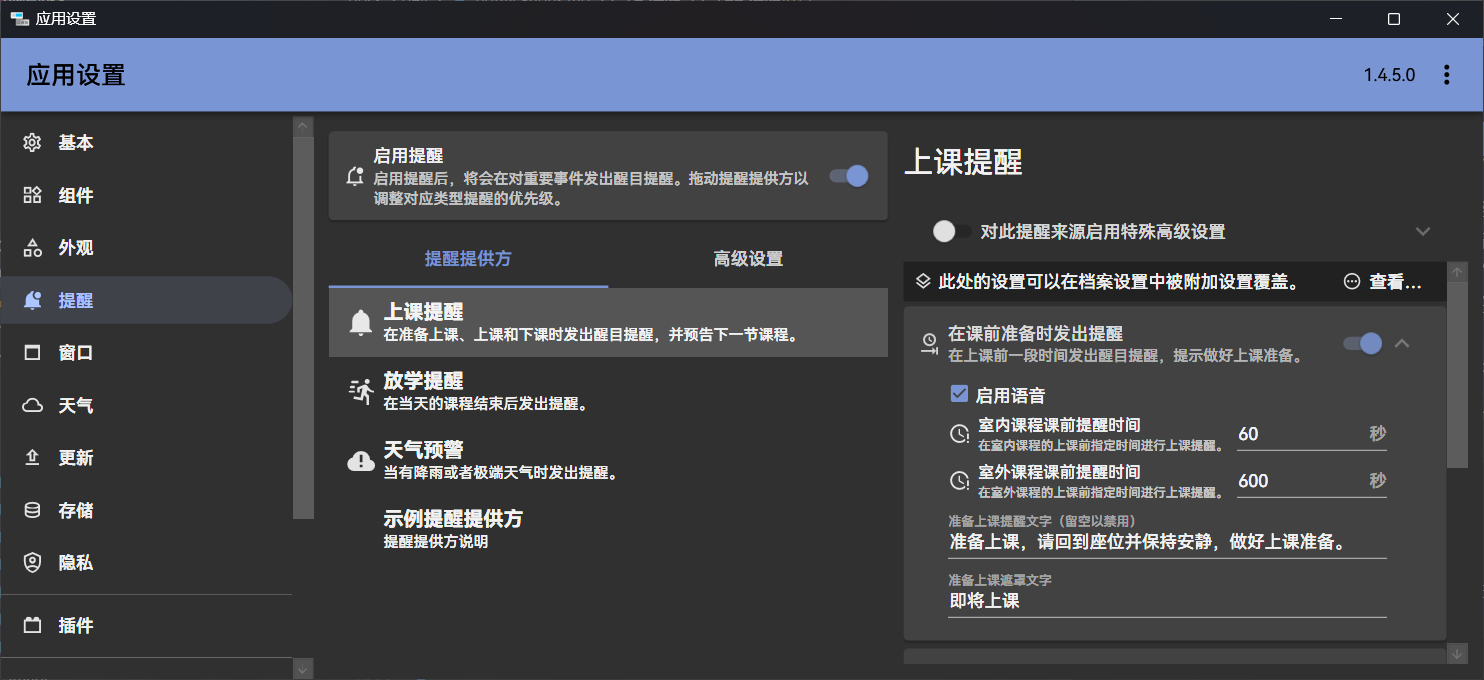 应用设置
应用设置
1.4.5.0
基本
组件
外观
提醒
窗口
天气
更新
存储
隐私
插件
启用提醒
启用提醒后，将会在对重要事件发出醒目提醒。拖动提醒提供方以
调整对应类型提醒的优先级。
提醒提供方
高级设置
上课提醒
在准备上课、上课和下课时发出醒目提醒，并预告下一节课程。
放学提醒
在当天的课程结束后发出提醒。
天气预警
当有降雨或者极端天气时发出提醒。
示例提醒提供方
提醒提供方说明
上课提醒
对此提醒来源启用特殊高级设置
此处的设置可以在档案设置中被附加设置覆盖。
查看...
在课前准备时发出提醒
在上课前一段时间发出醒目提醒，提示做好上课准备。
启用语音
室内课程课前提醒时间
在室内课程的上课前指定时间进行上课提醒。
60 秒
室外课程课前提醒时间
在室外课程的上课前指定时间进行上课提醒。
600 秒
准备上课提醒文字（留空以禁用）
准备上课，请回到座位并保持安静，做好上课准备。
准备上课遮罩文字
即将上课